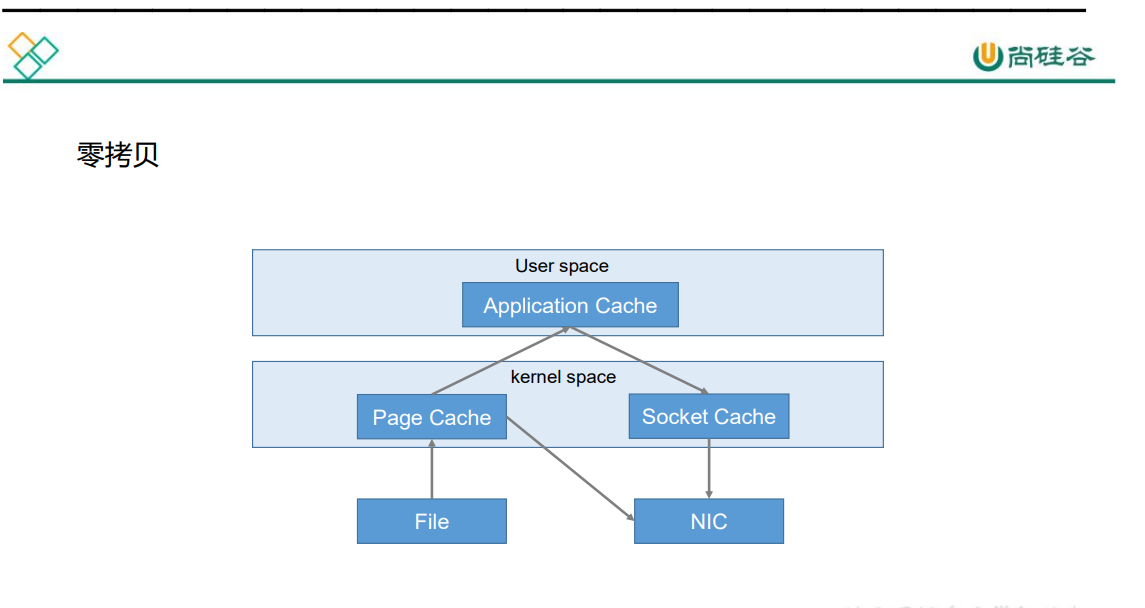 尚硅谷
零拷贝
User space
Application Cache
kernel space
Page Cache
Socket Cache
File
NIC